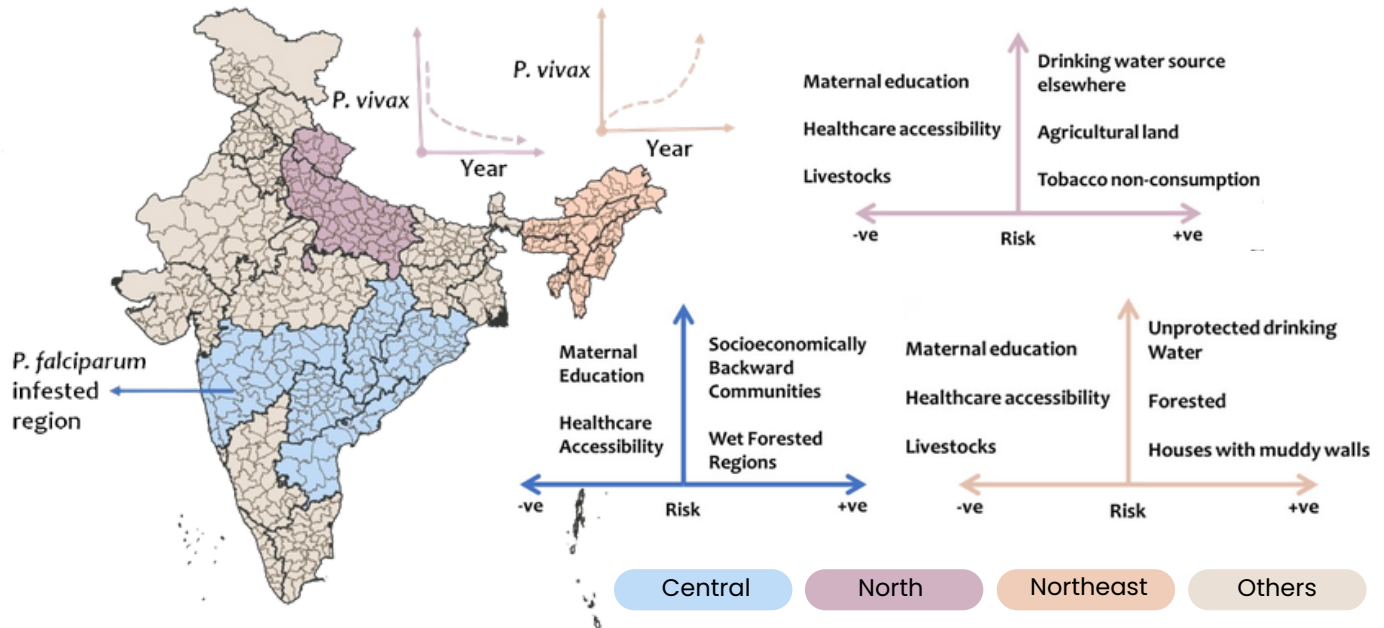 P. vivax
Year
P. vivax
Year
Maternal education
Healthcare accessibility
Livestocks
Drinking water source
elsewhere
Agricultural land
Tobacco non-consumption
-ve
Risk
+ve
P. falciparum
infested
region
Maternal
Education
Healthcare
Accessibility
Socioeconomically
Backward
Communities
Wet Forested
Regions
-ve
Risk
+ve
Maternal education
Healthcare accessibility
Livestocks
Unprotected drinking
Water
Forested
Houses with muddy walls
-ve
Risk
+ve
Central
North
Northeast
Others